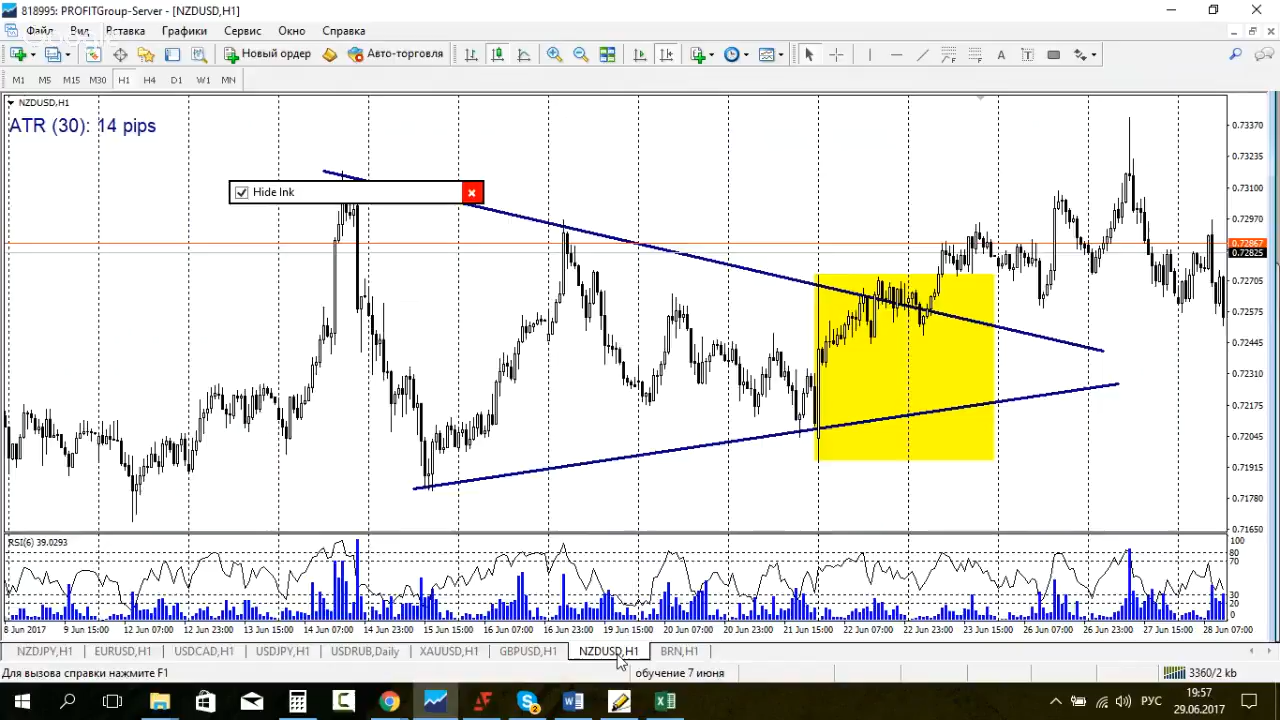 818995: PROFITGroup-Server - [NZDUSD,H1]
Файл Вид Вставка Графики Сервис Окно Справка
Новый ордер Авто-торговля
M1 M5 M15 M30 H1 H4 D1 W1 MN
NZDUSD,H1
ATR (30): 14 pips
Hide Ink
0.73370
0.73235
0.73100
0.72970
0.72867
0.72825
0.72705
0.72575
0.72445
0.72310
0.72175
0.72045
0.71915
0.71780
0.71650
RSI(6) 39.0293
100
80
70
30
20
0
8 Jun 2017 9 Jun 15:00 12 Jun 07:00 12 Jun 23:00 13 Jun 15:00 14 Jun 07:00 14 Jun 23:00 15 Jun 15:00 16 Jun 07:00 16 Jun 23:00 19 Jun 15:00 20 Jun 07:00 20 Jun 23:00 21 Jun 15:00 22 Jun 07:00 22 Jun 23:00 23 Jun 15:00 26 Jun 07:00 26 Jun 23:00 27 Jun 15:00 28 Jun 07:00
NZDJPY,H1 EURUSD,H1 USDCAD,H1 USDJPY,H1 USDRUB,Daily XAUUSD,H1 GBPUSD,H1 NZDUSD,H1 BRN,H1
Для вызова справки нажмите F1 обучение 7 июня 3360/2 kb
РУС 19:57
29.06.2017